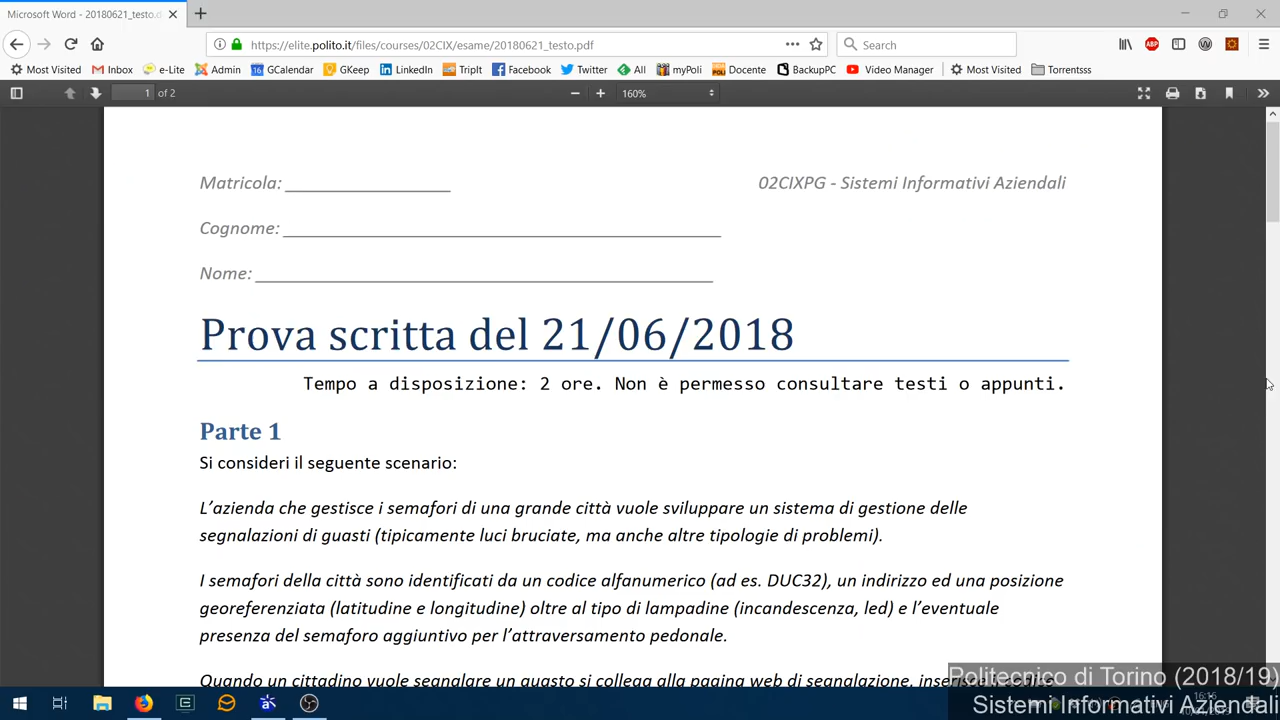 Microsoft Word - 20180621_testo.d
https://elite.polito.it/files/courses/02CIX/esame/20180621_testo.pdf
Search
Most Visited Inbox e-Lite Admin GCalendar GKeep LinkedIn TripIt Facebook Twitter All myPoli Docente BackupPC Video Manager Most Visited Torrentsss
1 of 2
160%
Matricola: 02CIXPG - Sistemi Informativi Aziendali
Cognome:
Nome:
Prova scritta del 21/06/2018
Tempo a disposizione: 2 ore. Non è permesso consultare testi o appunti.
Parte 1
Si consideri il seguente scenario:
L'azienda che gestisce i semafori di una grande città vuole sviluppare un sistema di gestione delle
segnalazioni di guasti (tipicamente luci bruciate, ma anche altre tipologie di problemi).
I semafori della città sono identificati da un codice alfanumerico (ad es. DUC32), un indirizzo ed una posizione
georeferenziata (latitudine e longitudine) oltre al tipo di lampadine (incandescenza, led) e l'eventuale
presenza del semaforo aggiuntivo per l'attraversamento pedonale.
Quando un cittadino vuole segnalare un guasto si collega alla pagina web di segnalazione,
Politecnico di Torino (2018/19)
Sistemi Informativi Aziendali